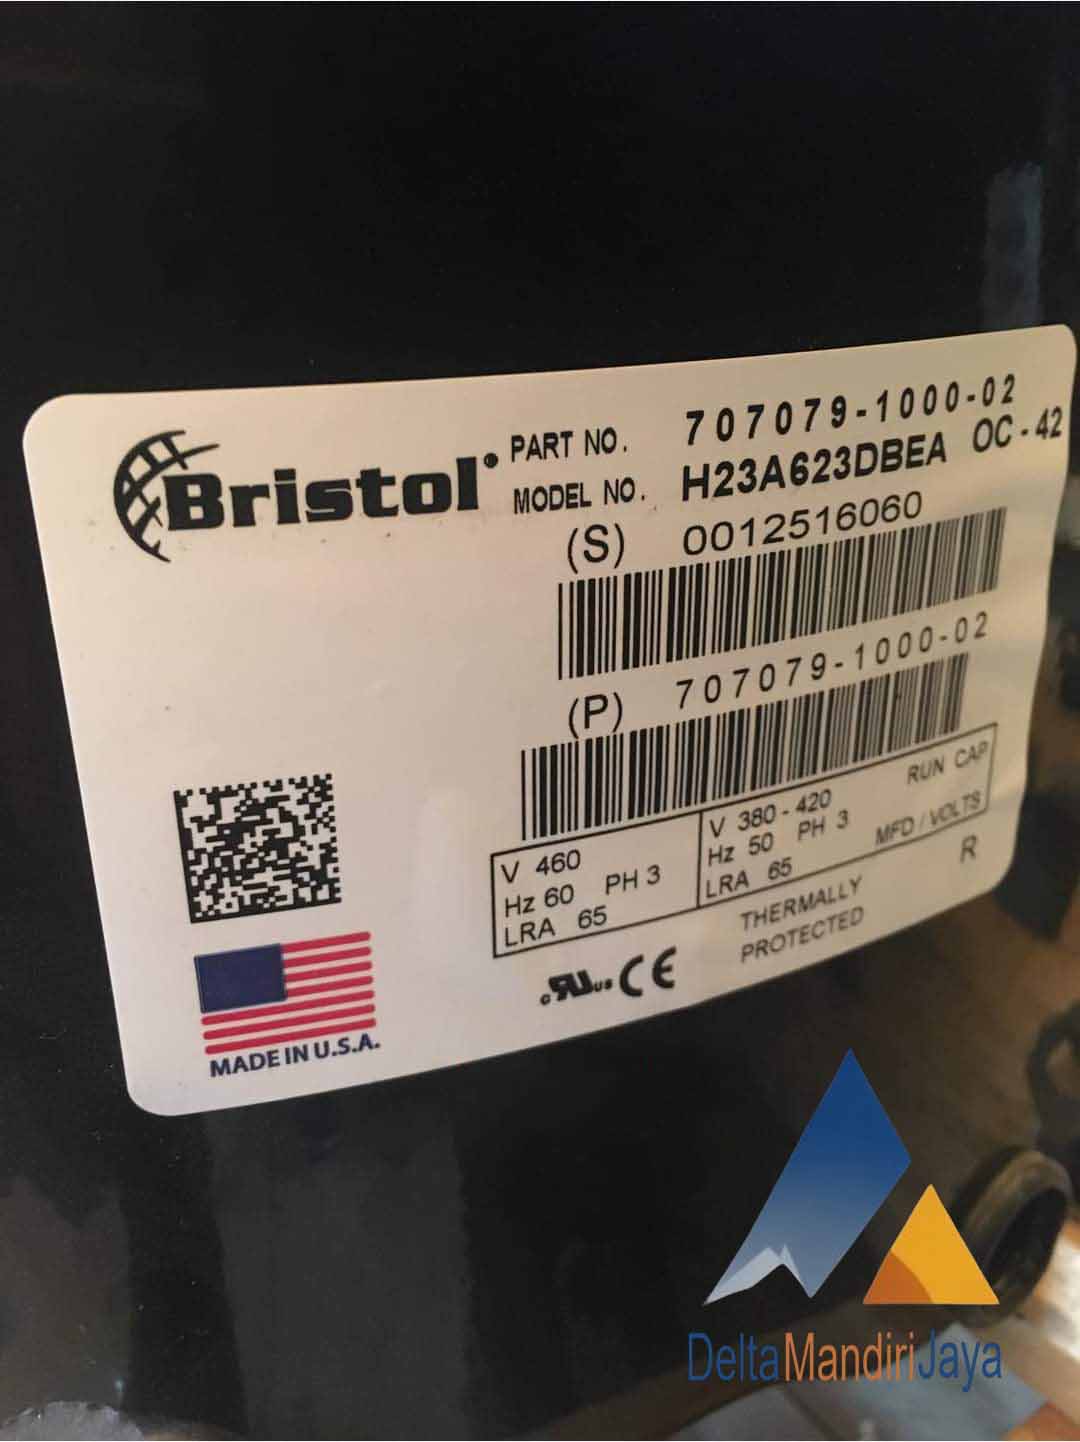 Bristol®
PART NO. 707079-1000-02
MODEL NO. H23A623DBEA OC-42
(S) 0012516060
(P) 707079-1000-02
V 460
Hz 60 PH 3
LRA 65
V 380-420
Hz 50 PH 3
LRA 65
RUN CAP
MFD / VOLTS
THERMALLY
PROTECTED
R
c RU us CE
MADE IN U.S.A.
DeltaMandiriJaya